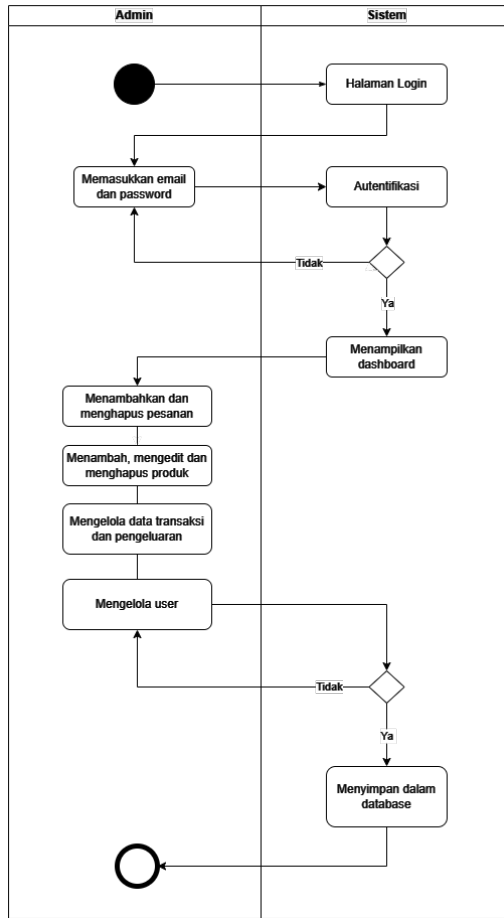 Admin
Sistem
Halaman Login
Memasukkan email
dan password
Autentifikasi
Tidak
Ya
Menampilkan
dashboard
Menambahkan dan
menghapus pesanan
Menambah, mengedit dan
menghapus produk
Mengelola data transaksi
dan pengeluaran
Mengelola user
Tidak
Ya
Menyimpan dalam
database